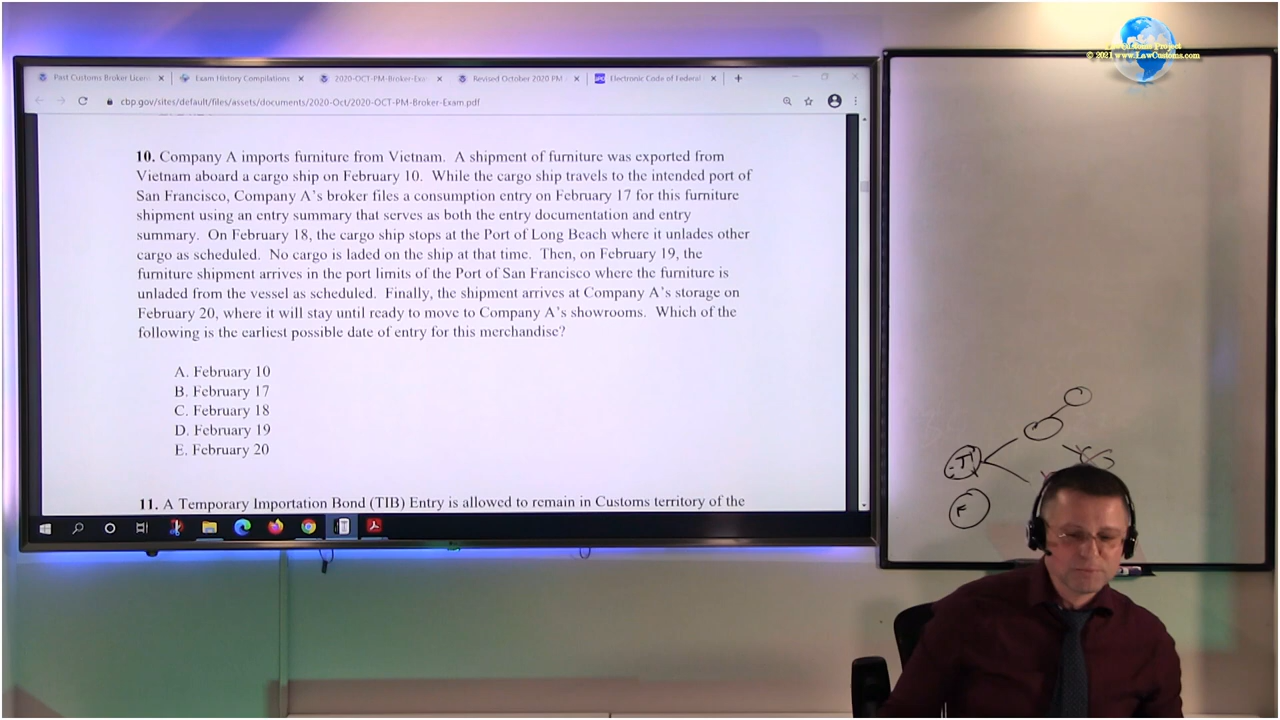 Past Customs Broker Licen
Exam History Compilations
2020-OCT-PM-Broker-Exa
Revised October 2020 PM
Electronic Code of Federal
cbp.gov/sites/default/files/assets/documents/2020-Oct/2020-OCT-PM-Broker-Exam.pdf
LawCustoms Project
© 2021 www.LawCustoms.com
10. Company A imports furniture from Vietnam. A shipment of furniture was exported from
Vietnam aboard a cargo ship on February 10. While the cargo ship travels to the intended port of
San Francisco, Company A's broker files a consumption entry on February 17 for this furniture
shipment using an entry summary that serves as both the entry documentation and entry
summary. On February 18, the cargo ship stops at the Port of Long Beach where it unlades other
cargo as scheduled. No cargo is laded on the ship at that time. Then, on February 19, the
furniture shipment arrives in the port limits of the Port of San Francisco where the furniture is
unladed from the vessel as scheduled. Finally, the shipment arrives at Company A's storage on
February 20, where it will stay until ready to move to Company A's showrooms. Which of the
following is the earliest possible date of entry for this merchandise?
A. February 10
B. February 17
C. February 18
D. February 19
E. February 20
11. A Temporary Importation Bond (TIB) Entry is allowed to remain in Customs territory of the